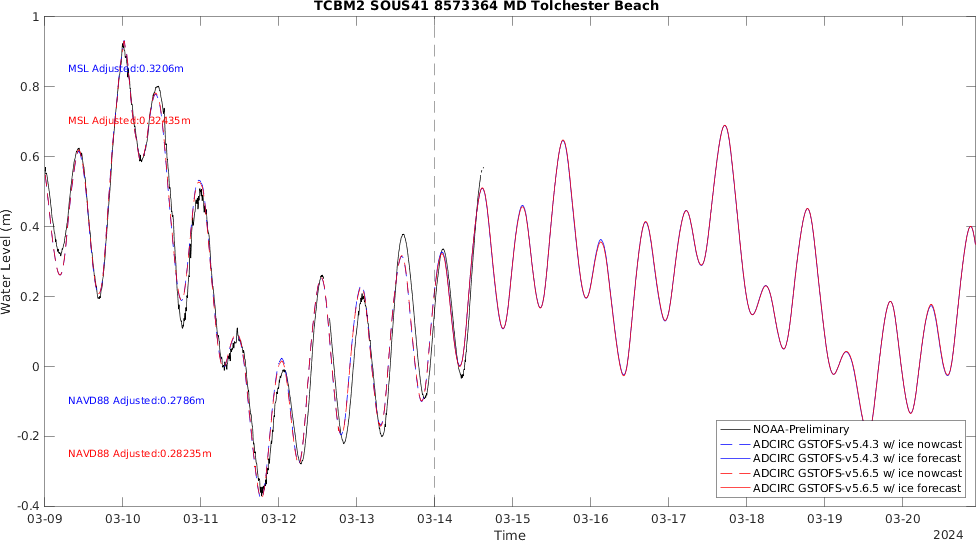 TCBM2 SOUS41 8573364 MD Tolchester Beach
1
0.8
0.6
0.4
0.2
0
-0.2
-0.4
Water Level (m)
MSL Adjusted:0.3206m
MSL Adjusted:0.32435m
NAVD88 Adjusted:0.2786m
NAVD88 Adjusted:0.28235m
NOAA-Preliminary
ADCIRC GSTOFS-v5.4.3 w/ ice nowcast
ADCIRC GSTOFS-v5.4.3 w/ ice forecast
ADCIRC GSTOFS-v5.6.5 w/ ice nowcast
ADCIRC GSTOFS-v5.6.5 w/ ice forecast
03-09 03-10 03-11 03-12 03-13 03-14 03-15 03-16 03-17 03-18 03-19 03-20
Time
2024